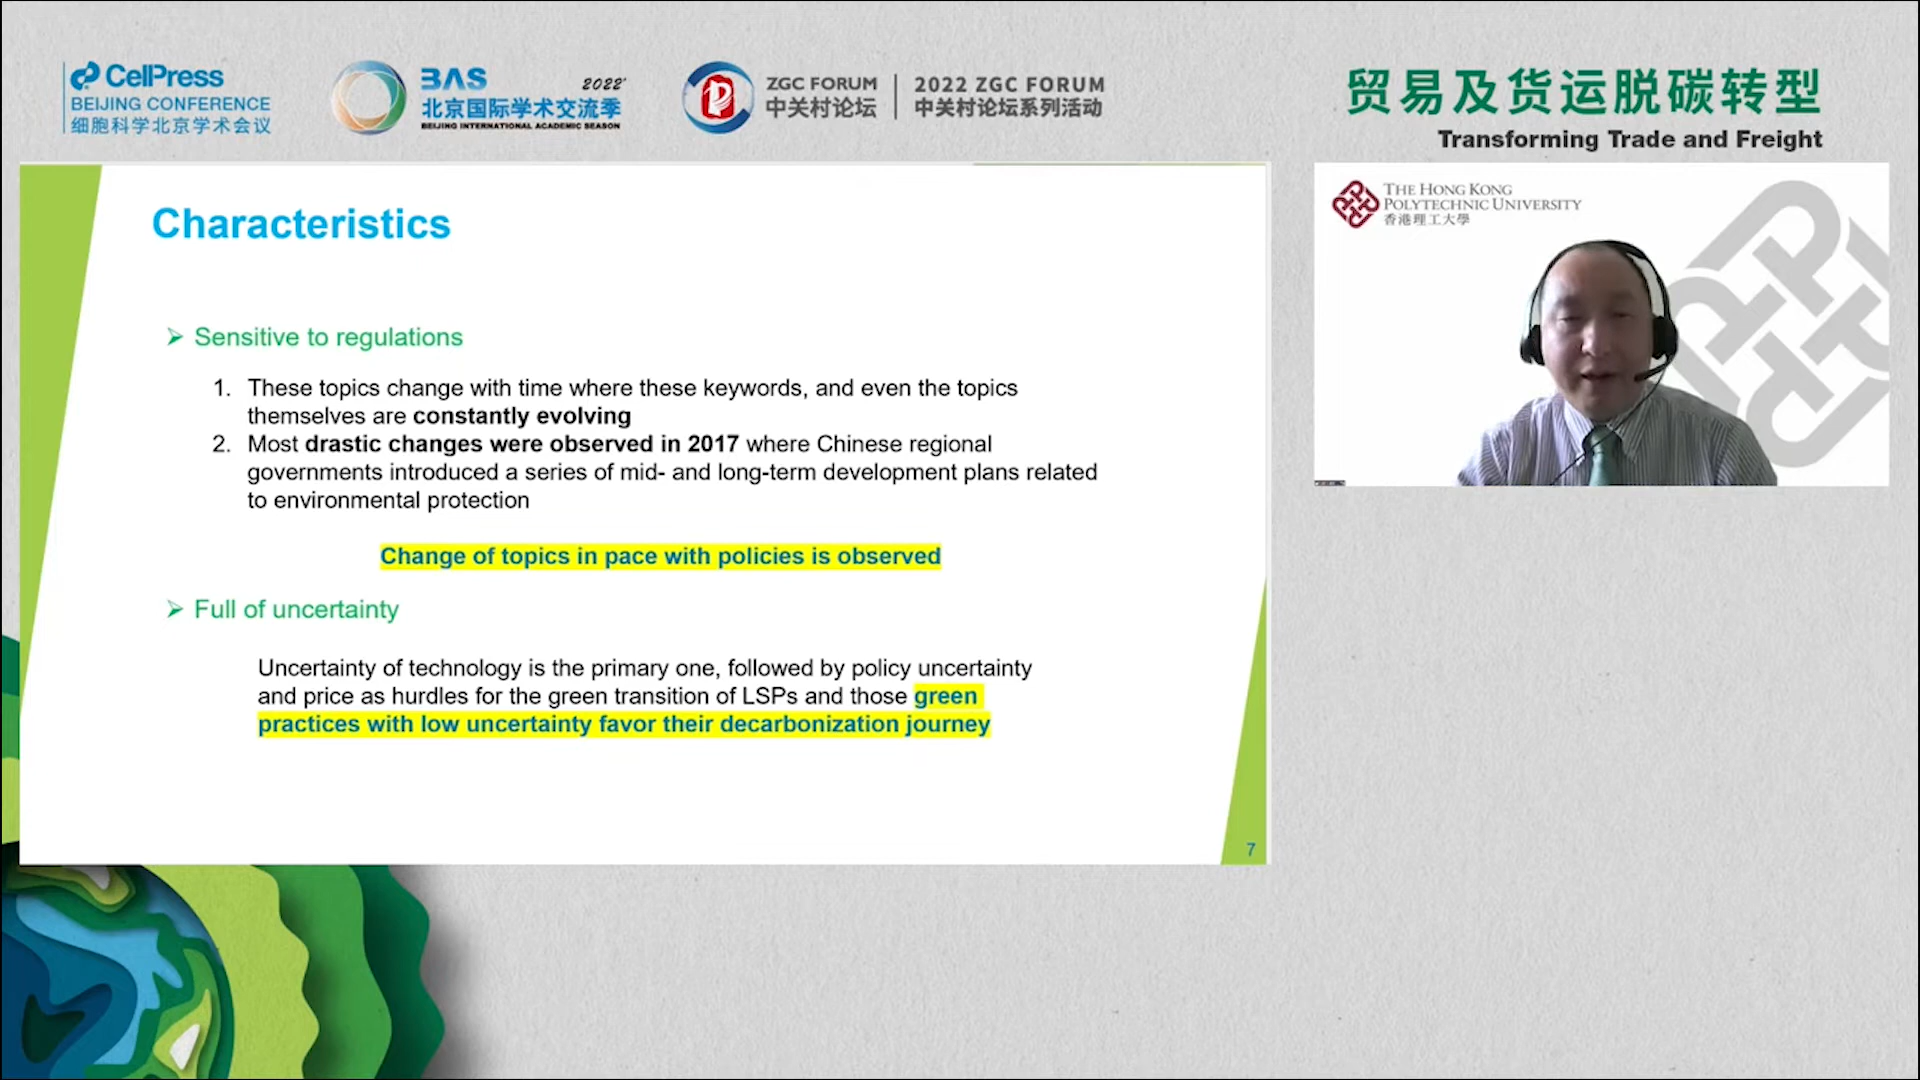 CellPress
BEIJING CONFERENCE
细胞科学北京学术会议
BAS 2022
北京国际学术交流季
BEIJING INTERNATIONAL ACADEMIC SEASON
ZGC FORUM
中关村论坛
2022 ZGC FORUM
中关村论坛系列活动
贸易及货运脱碳转型
Transforming Trade and Freight
THE HONG KONG
POLYTECHNIC UNIVERSITY
香港理工大學
Characteristics
Sensitive to regulations
1. These topics change with time where these keywords, and even the topics
themselves are constantly evolving
2. Most drastic changes were observed in 2017 where Chinese regional
governments introduced a series of mid- and long-term development plans related
to environmental protection
Change of topics in pace with policies is observed
Full of uncertainty
Uncertainty of technology is the primary one, followed by policy uncertainty
and price as hurdles for the green transition of LSPs and those green
practices with low uncertainty favor their decarbonization journey
7